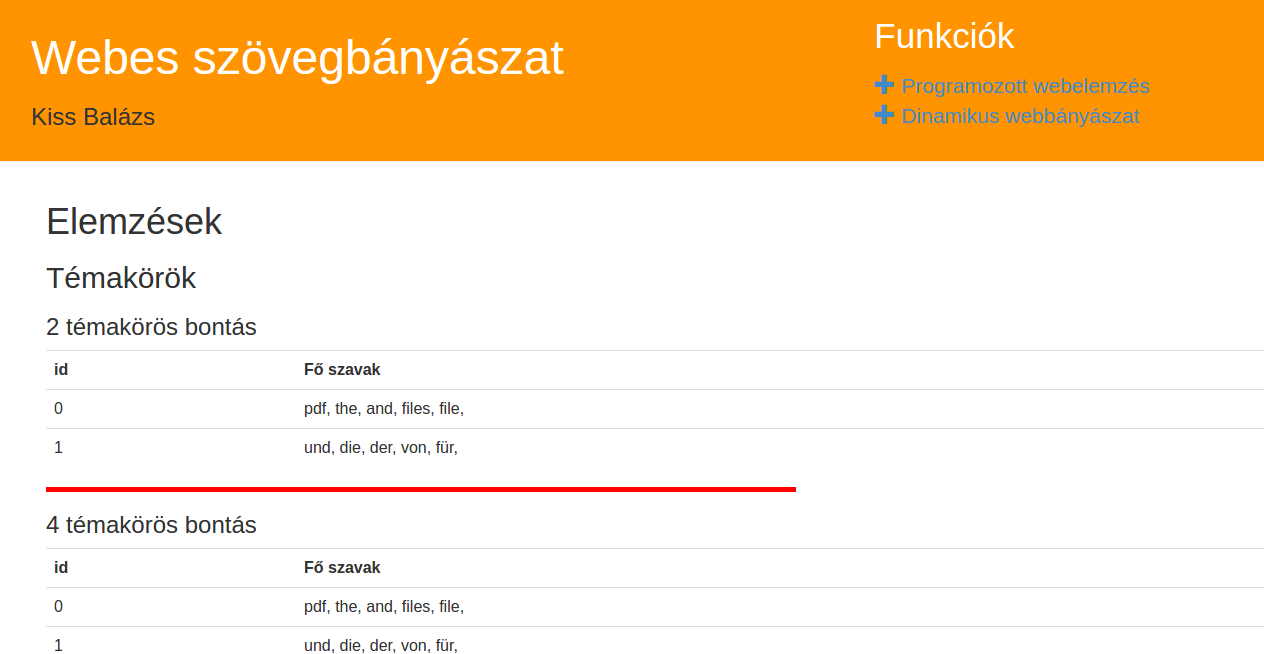 Webes szövegbányászat
Kiss Balázs
Funkciók
Programozott webelemzés
Dinamikus webbányászat
Elemzések
Témakörök
2 témakörös bontás
id Fő szavak
0 pdf, the, and, files, file,
1 und, die, der, von, für,
4 témakörös bontás
id Fő szavak
0 pdf, the, and, files, file,
1 und, die, der, von, für,